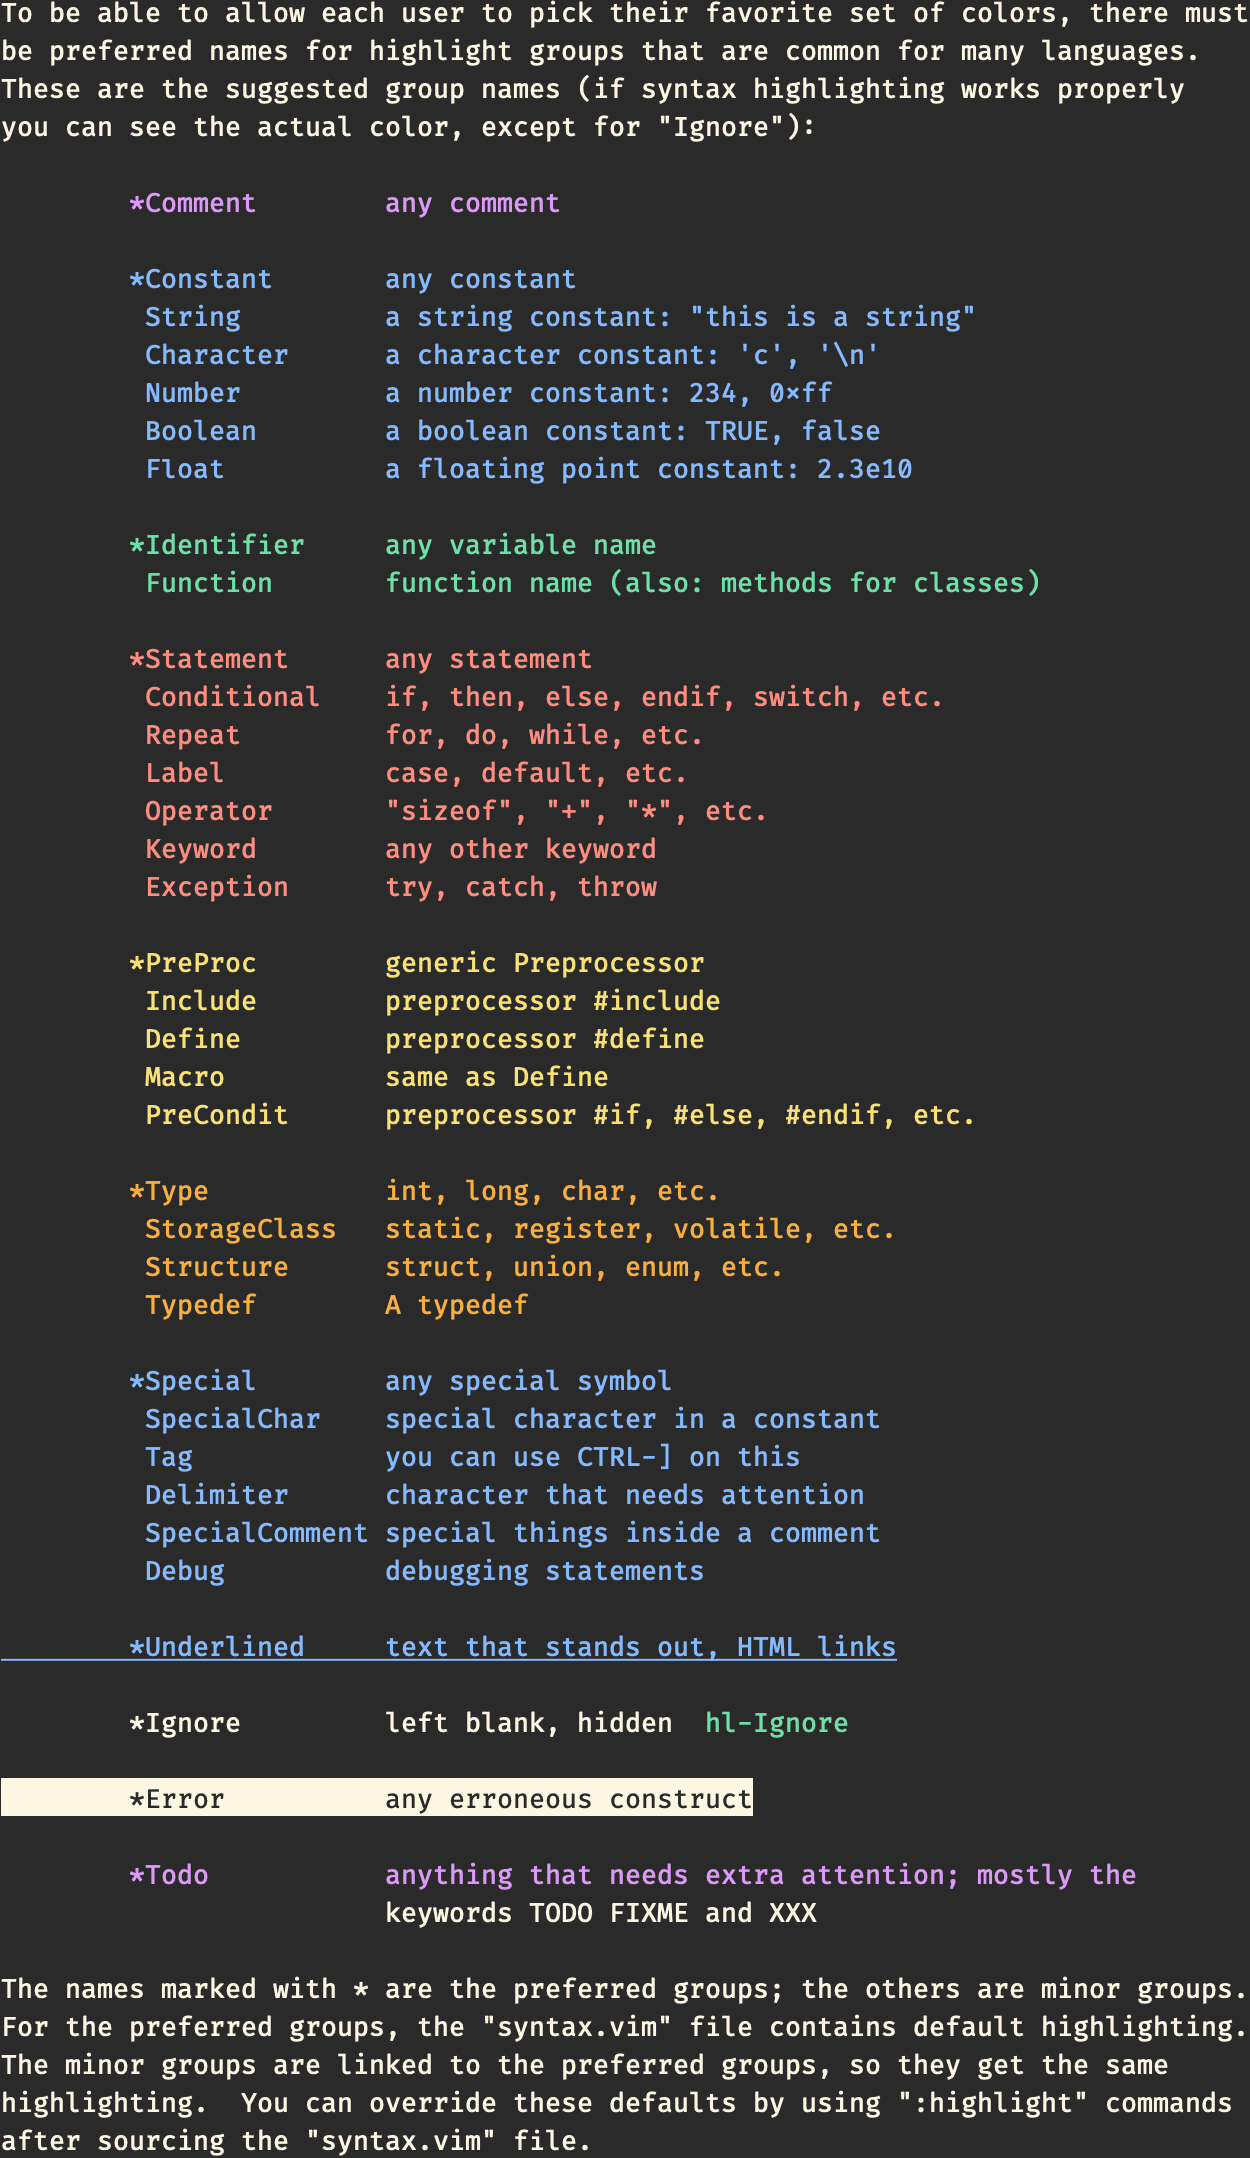 To be able to allow each user to pick their favorite set of colors, there must
be preferred names for highlight groups that are common for many languages.
These are the suggested group names (if syntax highlighting works properly
you can see the actual color, except for "Ignore"):

        *Comment        any comment

        *Constant       any constant
         String         a string constant: "this is a string"
         Character      a character constant: 'c', '\n'
         Number         a number constant: 234, 0xff
         Boolean        a boolean constant: TRUE, false
         Float          a floating point constant: 2.3e10

        *Identifier     any variable name
         Function       function name (also: methods for classes)

        *Statement      any statement
         Conditional    if, then, else, endif, switch, etc.
         Repeat         for, do, while, etc.
         Label          case, default, etc.
         Operator       "sizeof", "+", "*", etc.
         Keyword        any other keyword
         Exception      try, catch, throw

        *PreProc        generic Preprocessor
         Include        preprocessor #include
         Define         preprocessor #define
         Macro          same as Define
         PreCondit      preprocessor #if, #else, #endif, etc.

        *Type           int, long, char, etc.
         StorageClass   static, register, volatile, etc.
         Structure      struct, union, enum, etc.
         Typedef        A typedef

        *Special        any special symbol
         SpecialChar    special character in a constant
         Tag            you can use CTRL-] on this
         Delimiter      character that needs attention
         SpecialComment special things inside a comment
         Debug          debugging statements

        *Underlined     text that stands out, HTML links

        *Ignore         left blank, hidden  hl-Ignore

        *Error          any erroneous construct

        *Todo           anything that needs extra attention; mostly the
                        keywords TODO FIXME and XXX

The names marked with * are the preferred groups; the others are minor groups.
For the preferred groups, the "syntax.vim" file contains default highlighting.
The minor groups are linked to the preferred groups, so they get the same
highlighting.  You can override these defaults by using ":highlight" commands
after sourcing the "syntax.vim" file.